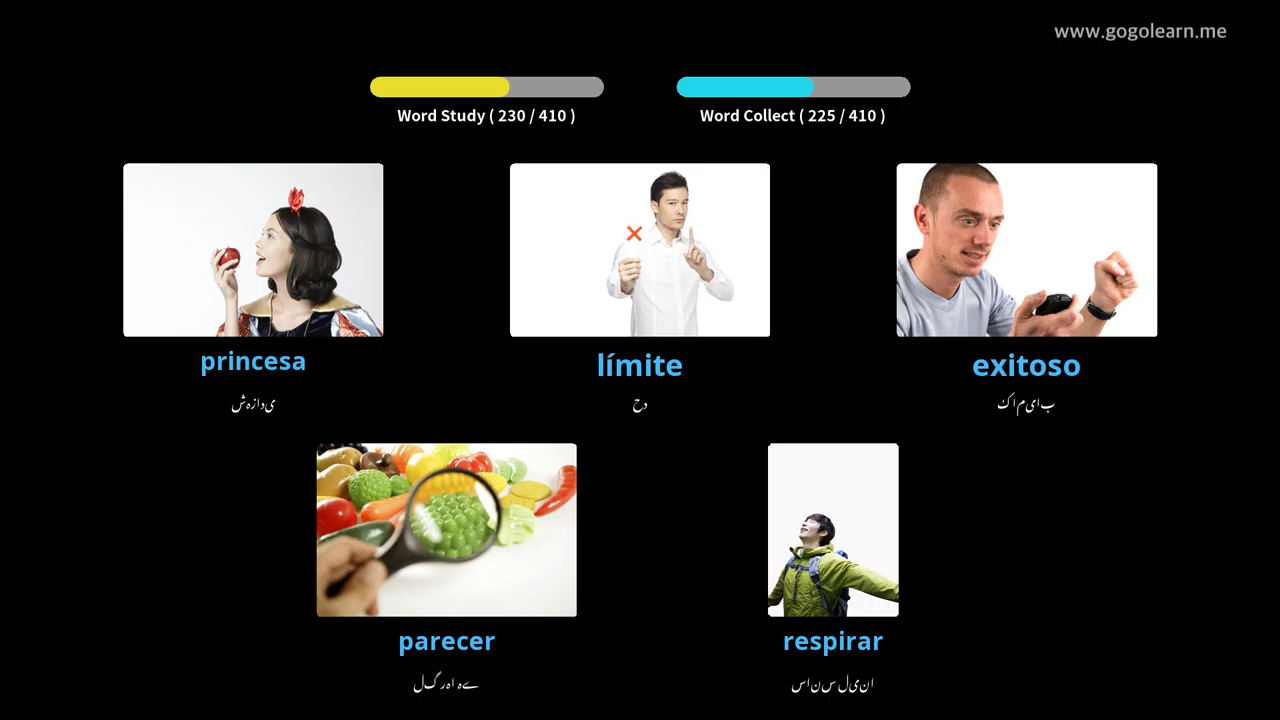 www.gogolearn.me
Word Study ( 230 / 410 )
Word Collect ( 225 / 410 )
princesa
límite
exitoso
شہزادی
حد
کامیاب
parecer
respirar
لگ رہا ہے
سانس لینا